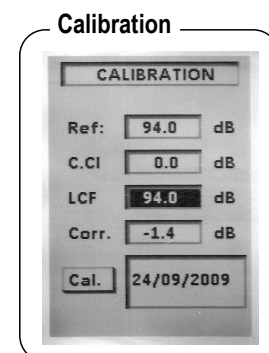 Calibration
CALIBRATION
Ref: 94.0 dB
C.Cl 0.0 dB
LCF 94.0 dB
Corr. -1.4 dB
Cal. 24/09/2009